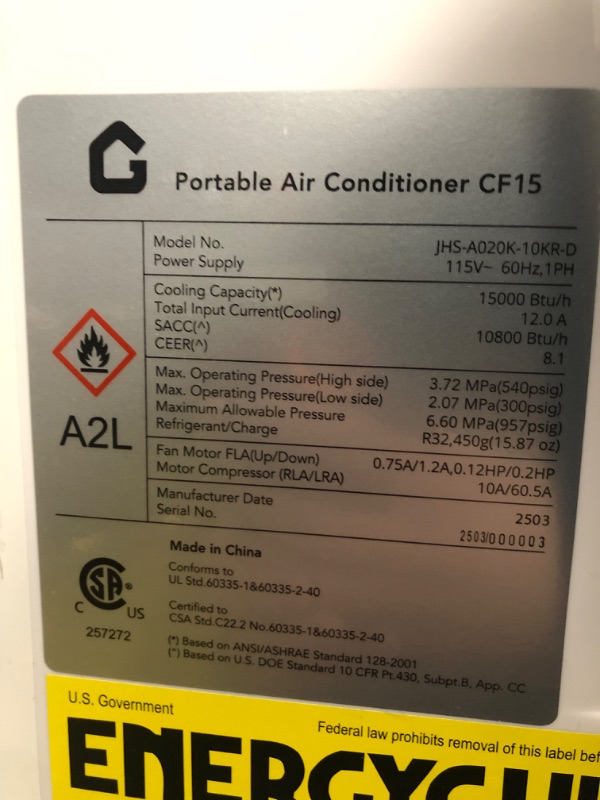 G
Portable Air Conditioner CF15
Model No. JHS-A020K-10KR-D
Power Supply 115V~ 60Hz,1PH
Cooling Capacity(*) 15000 Btu/h
Total Input Current(Cooling) 12.0 A
SACC(^) 10800 Btu/h
CEER(^) 8.1
Max. Operating Pressure(High side) 3.72 MPa(540psig)
Max. Operating Pressure(Low side) 2.07 MPa(300psig)
Maximum Allowable Pressure 6.60 MPa(957psig)
Refrigerant/Charge R32,450g(15.87 oz)
A2L
Fan Motor FLA(Up/Down) 0.75A/1.2A,0.12HP/0.2HP
Motor Compressor (RLA/LRA) 10A/60.5A
Manufacturer Date 2503
Serial No. 2503/000003
Made in China
Conforms to
UL Std.60335-1&60335-2-40
Certified to
CSA Std.C22.2 No.60335-1&60335-2-40
C SA® US
257272
(*) Based on ANSI/ASHRAE Standard 128-2001
(^) Based on U.S. DOE Standard 10 CFR Pt.430, Subpt.B, App. CC
U.S. Government
Federal law prohibits removal of this label bef
ENERGYGU